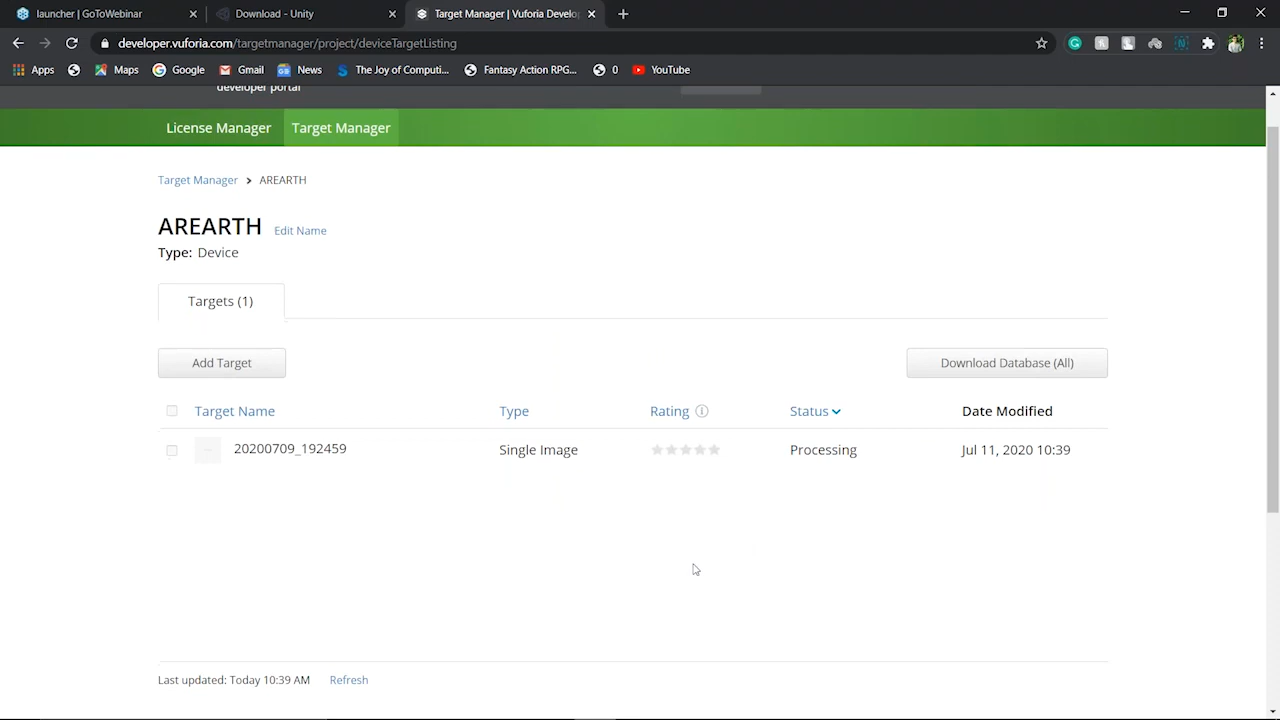 launcher | GoToWebinar
Download - Unity
Target Manager | Vuforia Develo
developer.vuforia.com/targetmanager/project/deviceTargetListing
Apps
Maps
Google
Gmail
News
The Joy of Computi...
Fantasy Action RPG...
0
YouTube
developer portal
License Manager
Target Manager
Target Manager > AREARTH
AREARTH Edit Name
Type: Device
Targets (1)
Add Target
Download Database (All)
Target Name Type Rating Status Date Modified
20200709_192459 Single Image Processing Jul 11, 2020 10:39
Last updated: Today 10:39 AM Refresh